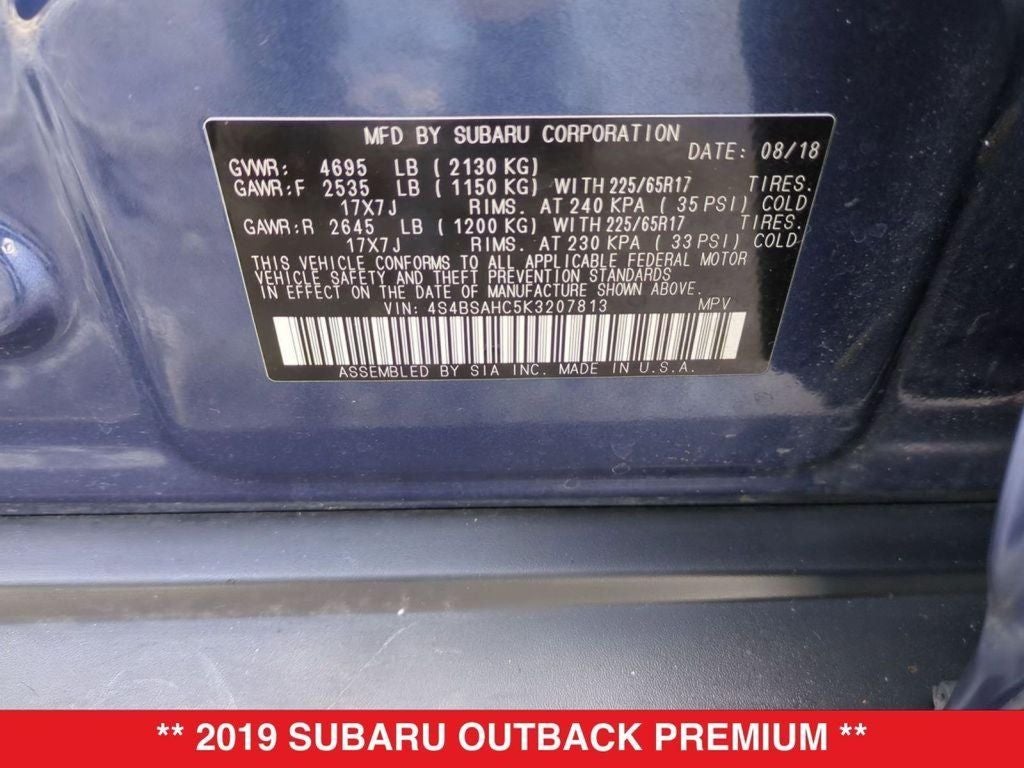 MFD BY SUBARU CORPORATION
DATE: 08/18
GVWR: 4695 LB ( 2130 KG)
GAWR:F 2535 LB ( 1150 KG) WITH 225/65R17 TIRES.
17X7J RIMS. AT 240 KPA ( 35 PSI) COLD
GAWR:R 2645 LB ( 1200 KG) WITH 225/65R17 TIRES.
17X7J RIMS. AT 230 KPA ( 33 PSI) COLD
THIS VEHICLE CONFORMS TO ALL APPLICABLE FEDERAL MOTOR
VEHICLE SAFETY AND THEFT PREVENTION STANDARDS
IN EFFECT ON THE DATE OF MANUFACTURE SHOWN ABOVE.
VIN: 4S4BSAHC5K3207813 MPV
ASSEMBLED BY SIA INC. MADE IN U.S.A.
** 2019 SUBARU OUTBACK PREMIUM **